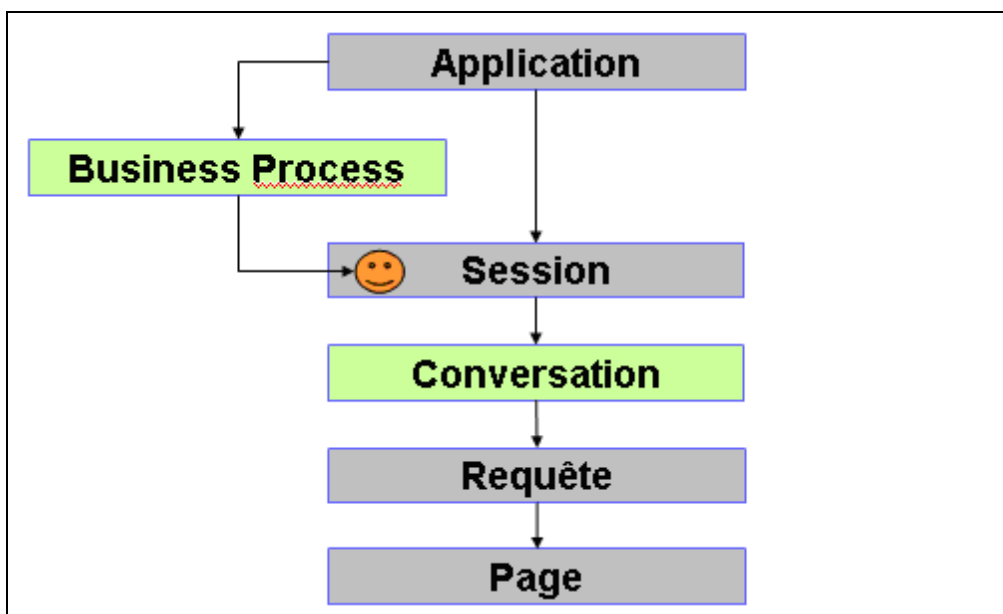 Application
Business Process
Session
Conversation
Requête
Page